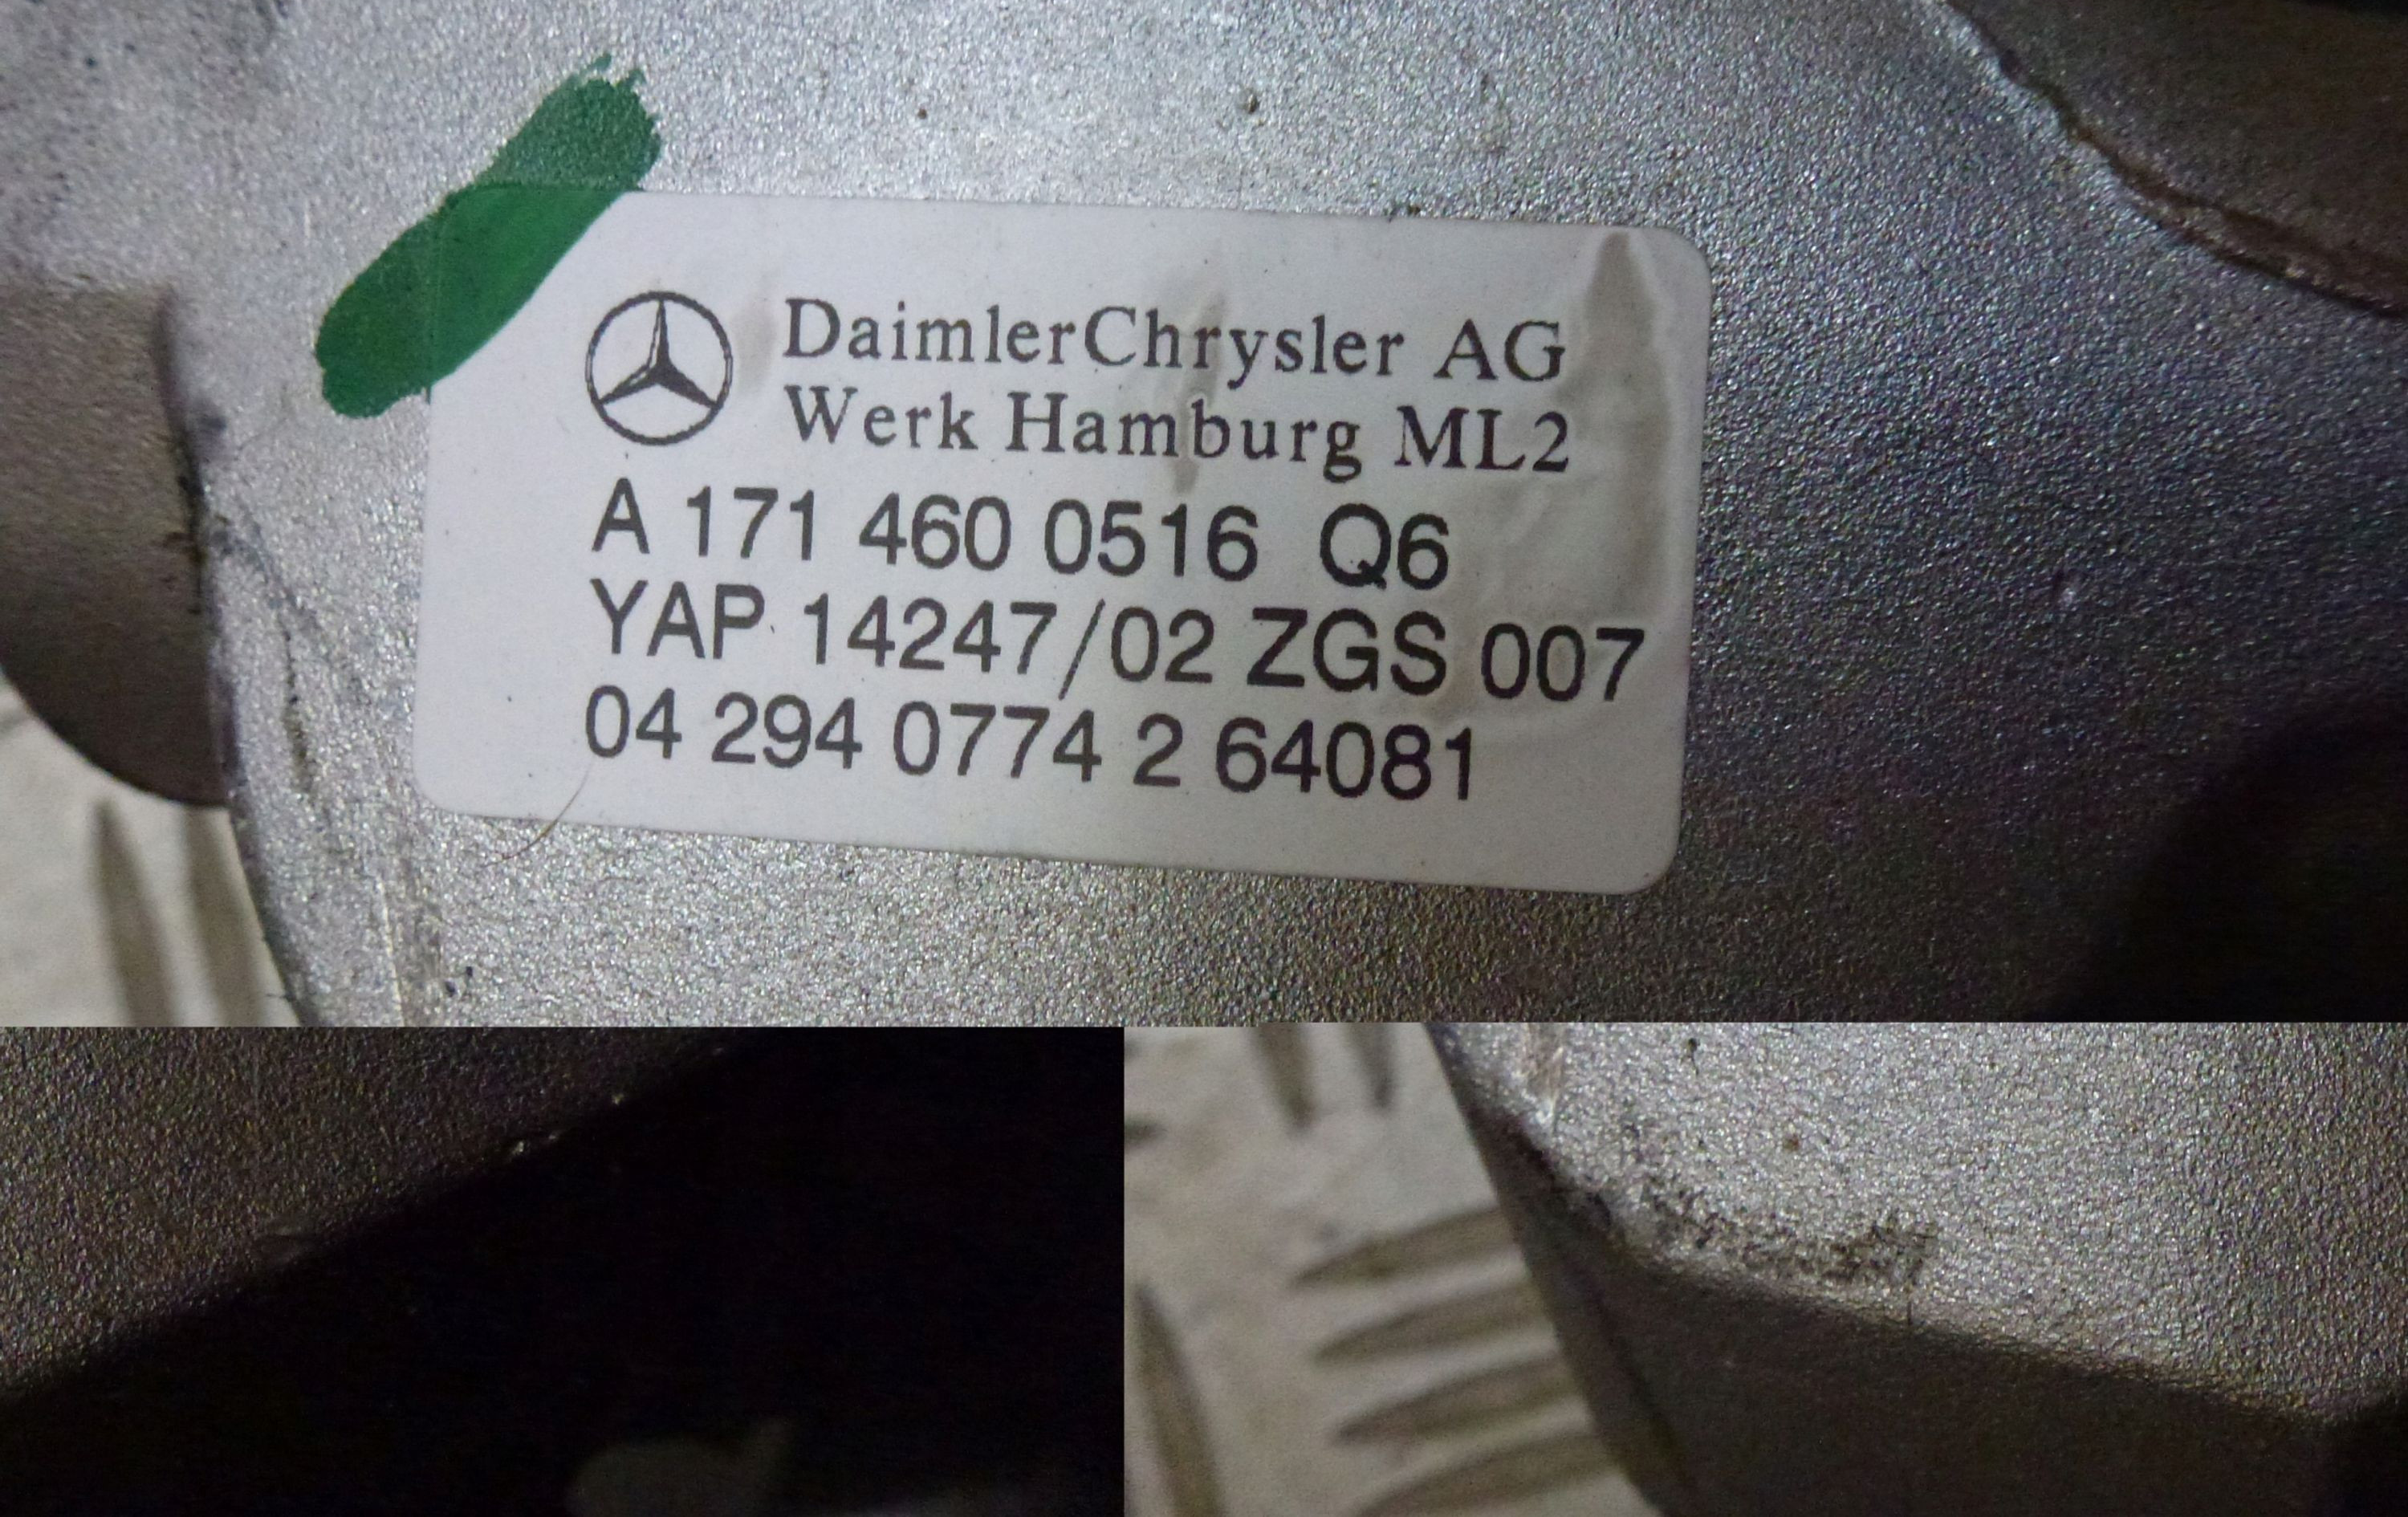 DaimlerChrysler AG
Werk Hamburg ML2
A 171 460 0516 Q6
YAP 14247/02 ZGS 007
04 294 0774 2 64081